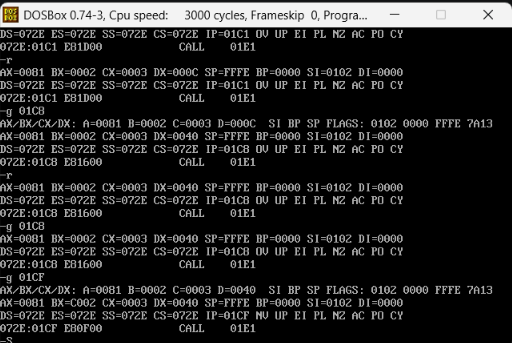 DOSBox 0.74-3, Cpu speed: 3000 cycles, Frameskip 0, Progra...
DS=072E ES=072E SS=072E CS=072E IP=01C1 OV UP EI PL NZ AC PO CY
072E:01C1 E81D00 CALL 01E1
-r
AX=0081 BX=0002 CX=0003 DX=000C SP=FFFE BP=0000 SI=0102 DI=0000
DS=072E ES=072E SS=072E CS=072E IP=01C1 OV UP EI PL NZ AC PO CY
072E:01C1 E81D00 CALL 01E1
-g 01C8
AX/BX/CX/DX: A=0081 B=0002 C=0003 D=000C SI BP SP FLAGS: 0102 0000 FFFE 7A13
AX=0081 BX=0002 CX=0003 DX=0040 SP=FFFE BP=0000 SI=0102 DI=0000
DS=072E ES=072E SS=072E CS=072E IP=01C8 OV UP EI PL NZ AC PO CY
072E:01C8 E81600 CALL 01E1
-r
AX=0081 BX=0002 CX=0003 DX=0040 SP=FFFE BP=0000 SI=0102 DI=0000
DS=072E ES=072E SS=072E CS=072E IP=01C8 OV UP EI PL NZ AC PO CY
072E:01C8 E81600 CALL 01E1
-g 01C8
AX=0081 BX=0002 CX=0003 DX=0040 SP=FFFE BP=0000 SI=0102 DI=0000
DS=072E ES=072E SS=072E CS=072E IP=01C8 OV UP EI PL NZ AC PO CY
072E:01C8 E81600 CALL 01E1
-g 01CF
AX/BX/CX/DX: A=0081 B=0002 C=0003 D=0040 SI BP SP FLAGS: 0102 0000 FFFE 7A13
AX=0081 BX=C002 CX=0003 DX=0040 SP=FFFE BP=0000 SI=0102 DI=0000
DS=072E ES=072E SS=072E CS=072E IP=01CF NV UP EI PL NZ AC PO CY
072E:01CF E80F00 CALL 01E1
-S